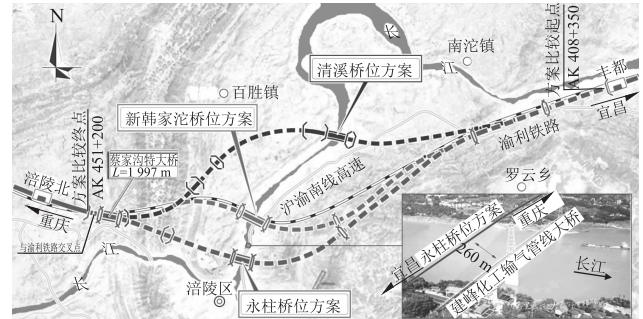 N
长
江
南沱镇
方案比较起点
AK 408+350
丰都
宜昌
清溪桥位方案
百胜镇
新韩家沱桥位方案
方案比较终点
AK 451+200
蔡家沟特大桥
L=1 997 m
涪陵北
重庆
与渝利铁路交叉点
沪渝南线高速
渝利铁路
罗云乡
长
江
涪陵区
永柱桥位方案
宜昌
永柱桥位方案
重庆
260 m
建峰化工输气管线大桥
长江